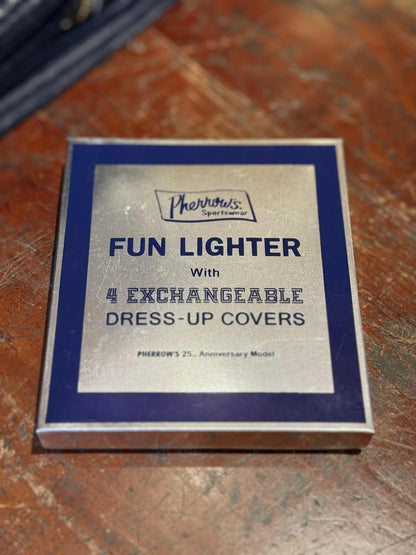 Pherrow's
Sportswear
FUN LIGHTER
With
4 EXCHANGEABLE
DRESS-UP COVERS
PHERROW'S 25th Anniversary Model